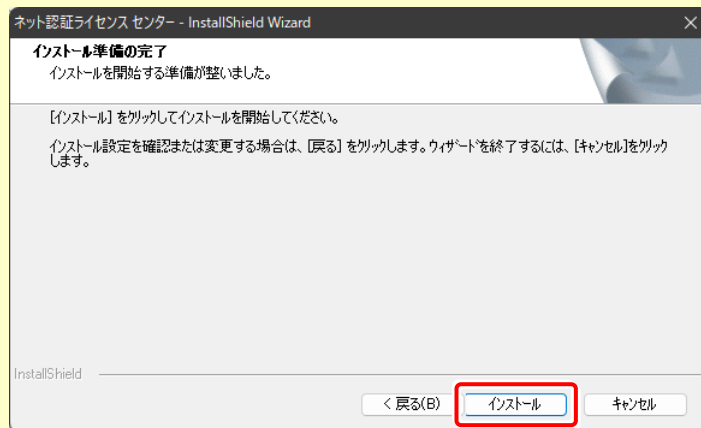 ネット認証ライセンス センター - InstallShield Wizard
インストール準備の完了
インストールを開始する準備が整いました。
[インストール] をクリックしてインストールを開始してください。
インストール設定を確認または変更する場合は、[戻る] をクリックします。ウィザードを終了するには、[キャンセル]をクリック
します。
InstallShield
< 戻る(B)
インストール
キャンセル